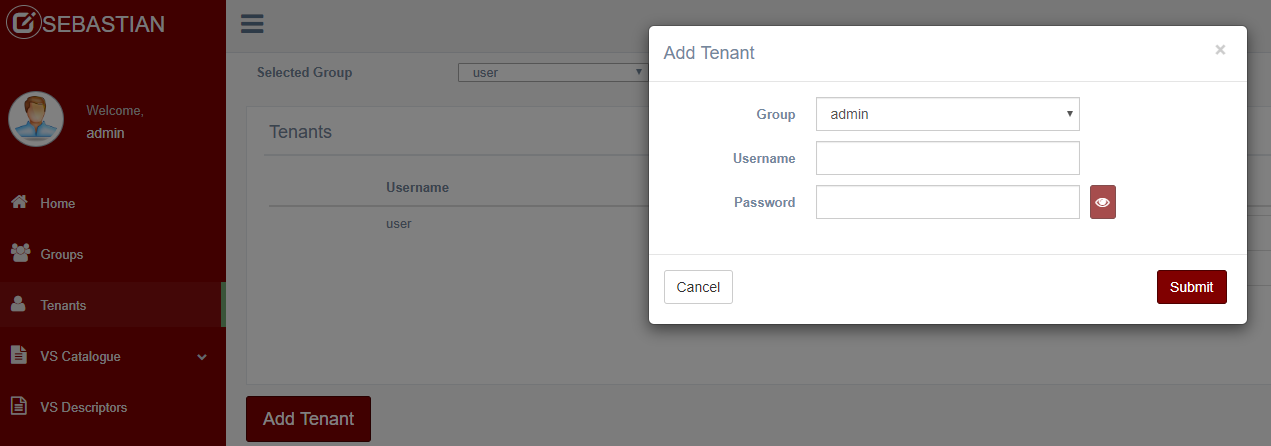 SEBASTIAN
Welcome,
admin
Home
Groups
Tenants
VS Catalogue
VS Descriptors
Selected Group user
Tenants
Username
user
Add Tenant
Add Tenant ×
Group admin
Username
Password
Cancel Submit